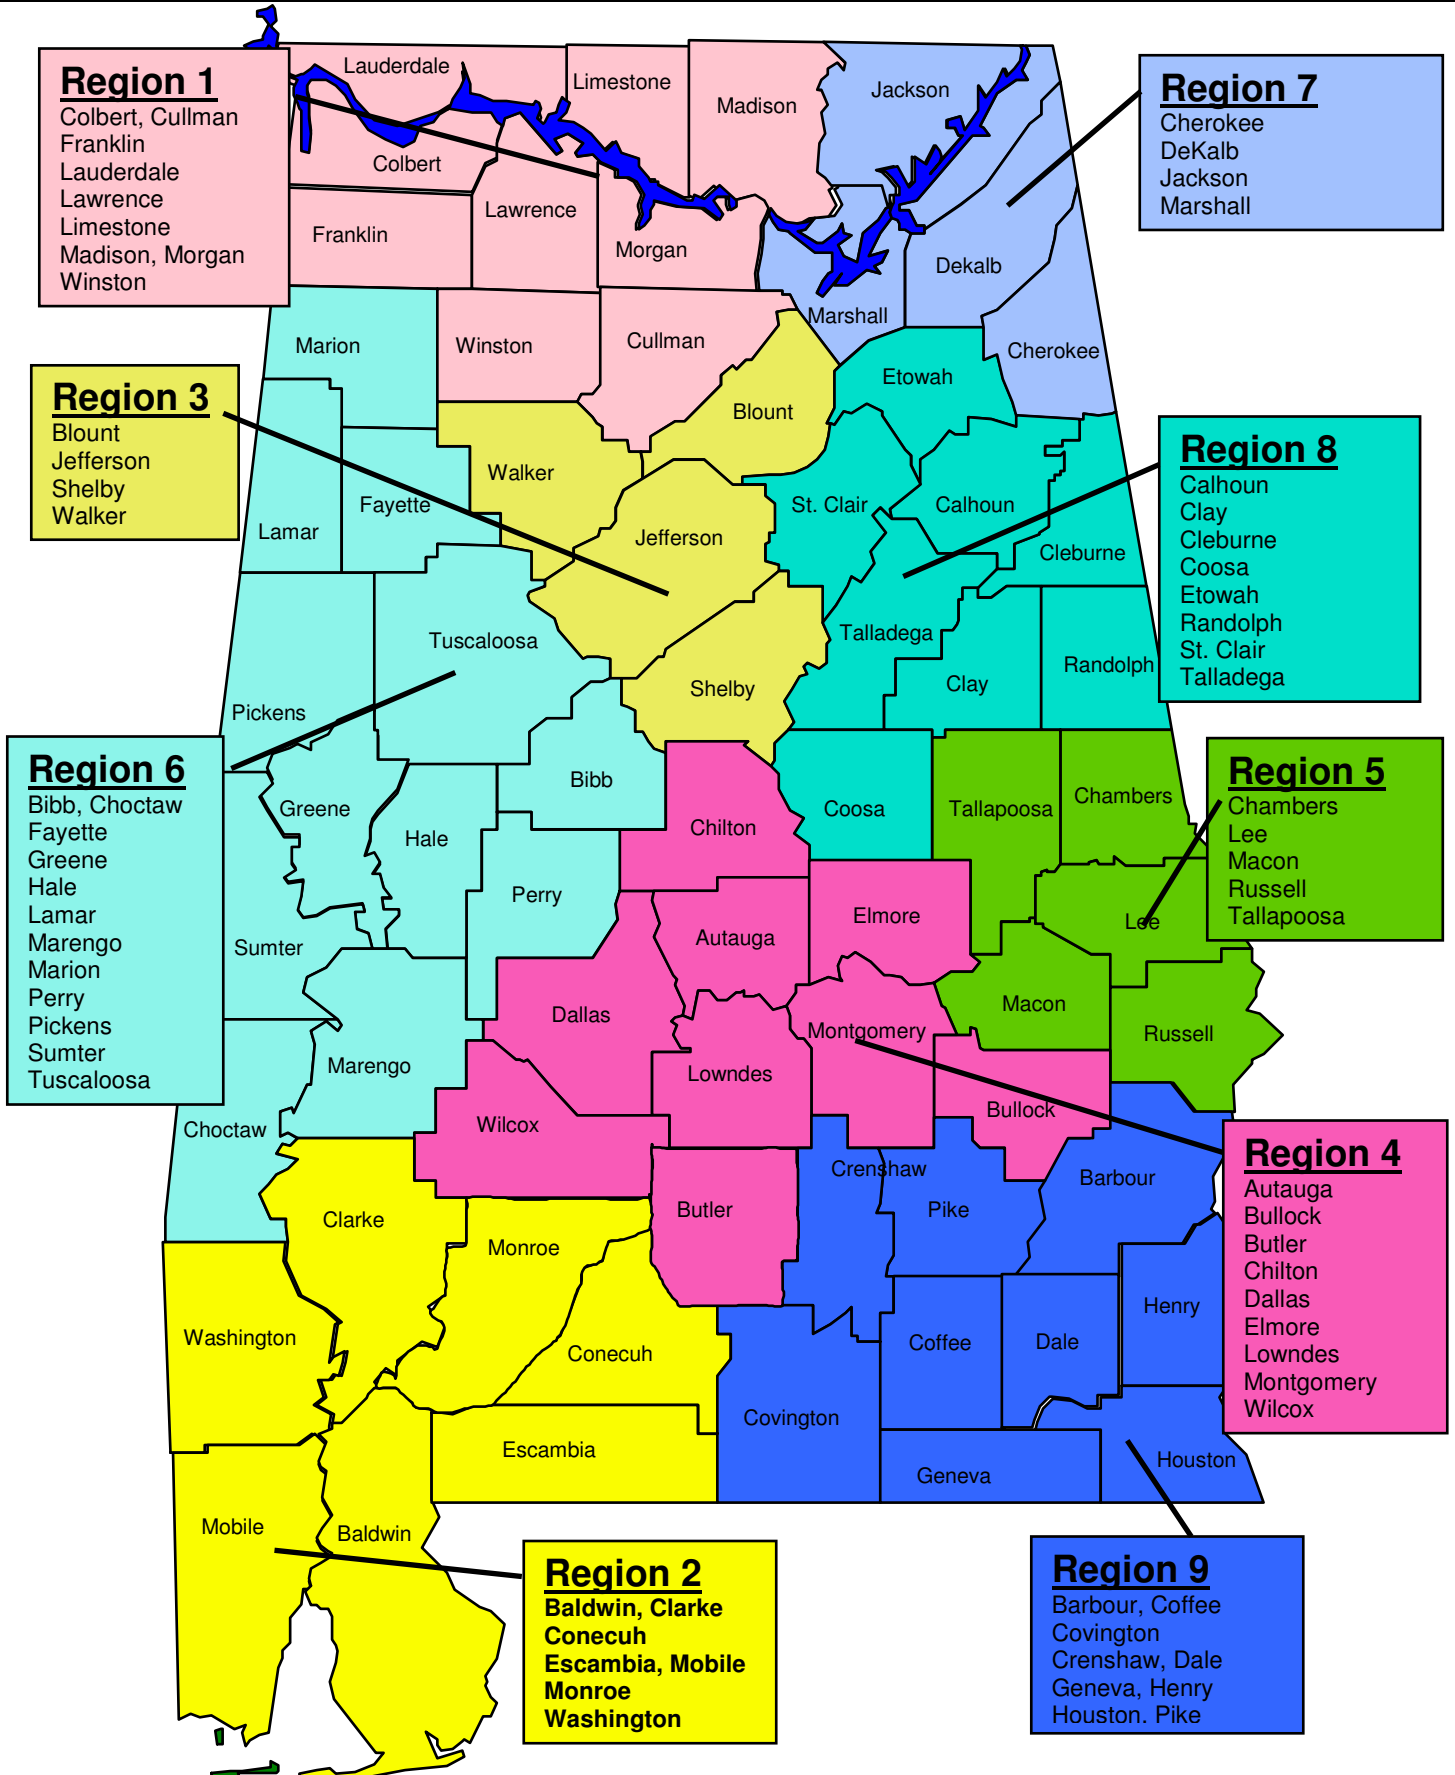 Region 1
Colbert, Cullman
Franklin
Lauderdale
Lawrence
Limestone
Madison, Morgan
Winston
Region 7
Cherokee
DeKalb
Jackson
Marshall
Region 3
Blount
Jefferson
Shelby
Walker
Region 8
Calhoun
Clay
Cleburne
Coosa
Etowah
Randolph
St. Clair
Talladega
Region 6
Bibb, Choctaw
Fayette
Greene
Hale
Lamar
Marengo
Marion
Perry
Pickens
Sumter
Tuscaloosa
Region 5
Chambers
Lee
Macon
Russell
Tallapoosa
Region 4
Autauga
Bullock
Butler
Chilton
Dallas
Elmore
Lowndes
Montgomery
Wilcox
Region 2
Baldwin, Clarke
Conecuh
Escambia, Mobile
Monroe
Washington
Region 9
Barbour, Coffee
Covington
Crenshaw, Dale
Geneva, Henry
Houston. Pike
Lauderdale
Limestone
Madison
Jackson
Colbert
Lawrence
Franklin
Morgan
Dekalb
Marshall
Marion
Winston
Cullman
Cherokee
Etowah
Blount
Walker
Fayette
St. Clair
Calhoun
Lamar
Jefferson
Cleburne
Tuscaloosa
Talladega
Randolph
Shelby
Clay
Pickens
Bibb
Greene
Hale
Chilton
Coosa
Tallapoosa
Chambers
Perry
Elmore
Lee
Sumter
Autauga
Dallas
Macon
Montgomery
Russell
Marengo
Lowndes
Bullock
Choctaw
Wilcox
Crenshaw
Barbour
Clarke
Butler
Pike
Monroe
Henry
Washington
Conecuh
Coffee
Dale
Covington
Escambia
Houston
Geneva
Mobile
Baldwin